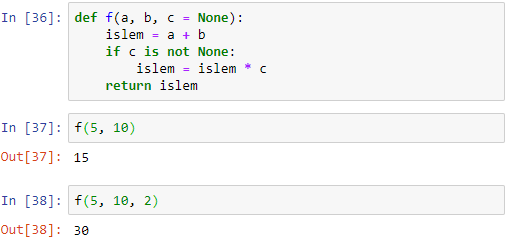 In [36]: def f(a, b, c = None):
    islem = a + b
    if c is not None:
        islem = islem * c
    return islem
In [37]: f(5, 10)
Out[37]: 15
In [38]: f(5, 10, 2)
Out[38]: 30